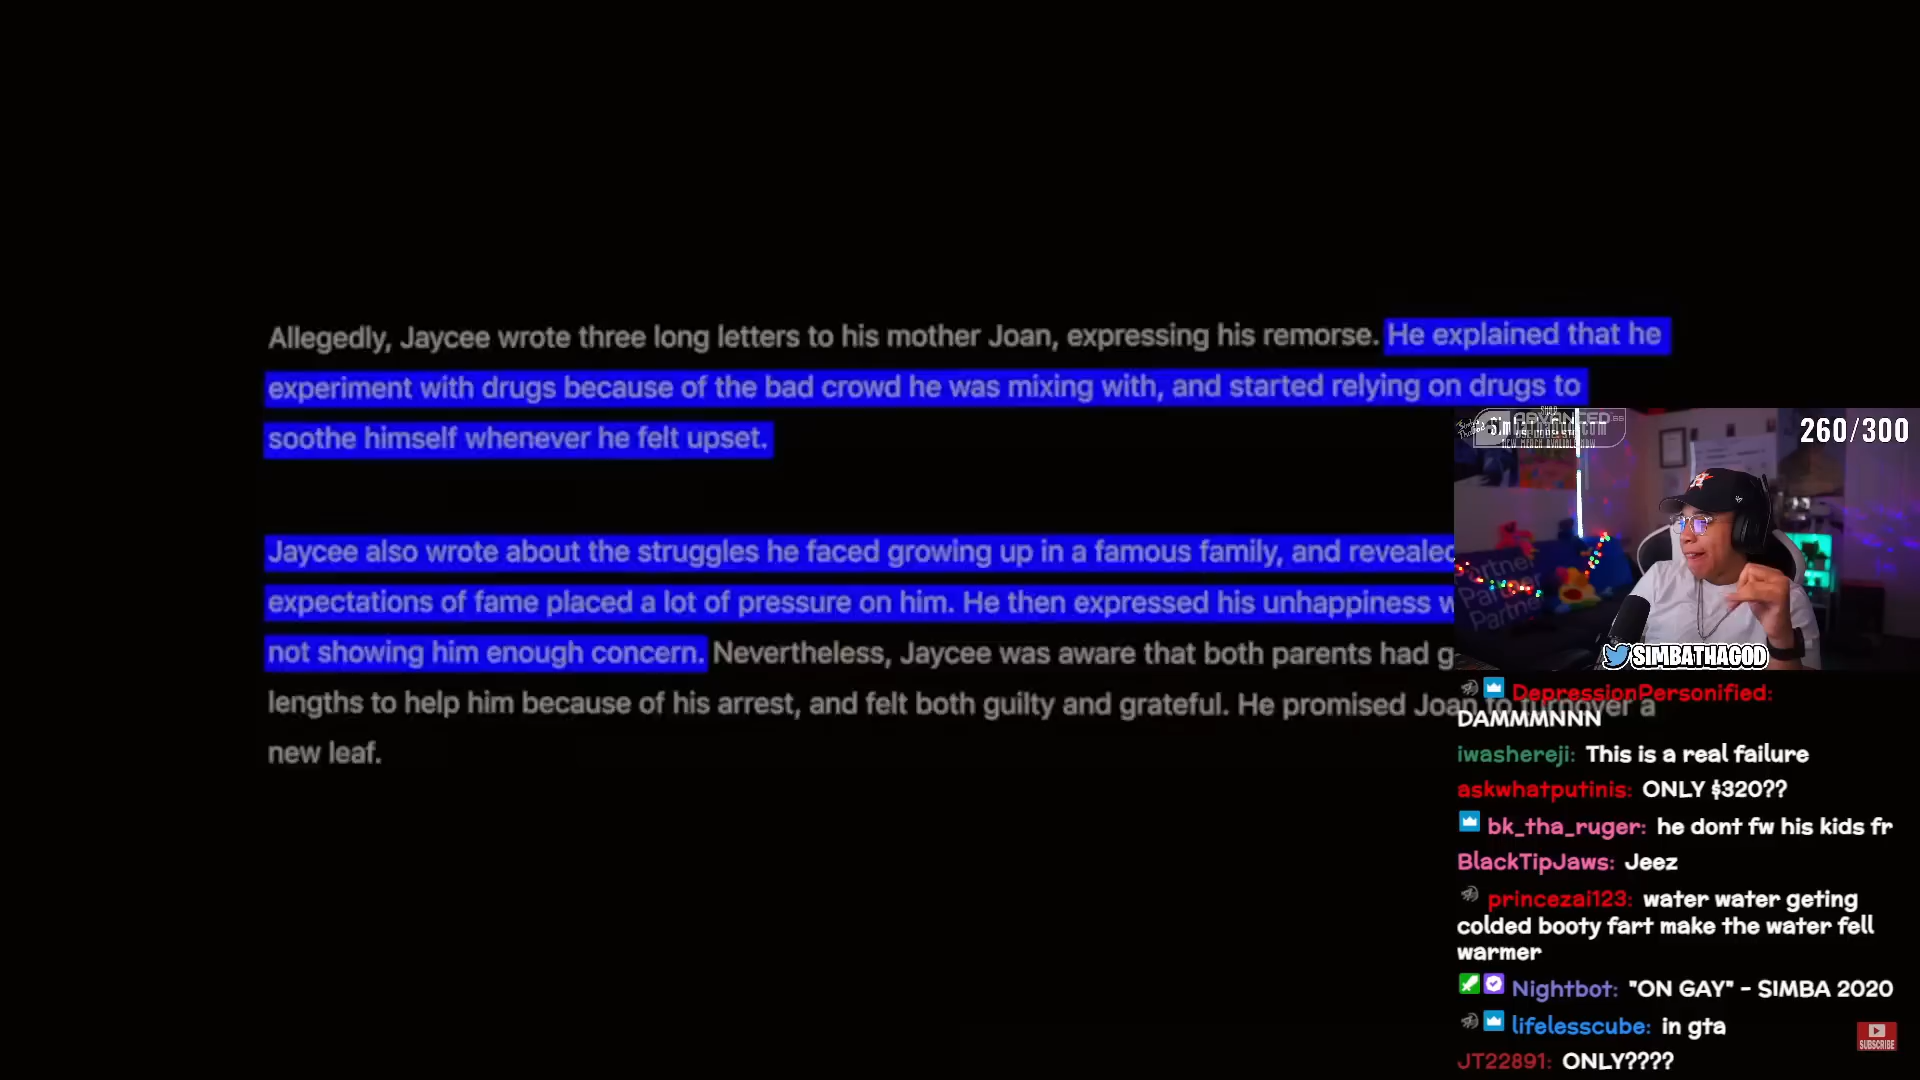 Allegedly, Jaycee wrote three long letters to his mother Joan, expressing his remorse. He explained that he
experiment with drugs because of the bad crowd he was mixing with, and started relying on drugs to
soothe himself whenever he felt upset.
Jaycee also wrote about the struggles he faced growing up in a famous family, and revealed
expectations of fame placed a lot of pressure on him. He then expressed his unhappiness w
not showing him enough concern. Nevertheless, Jaycee was aware that both parents had g
lengths to help him because of his arrest, and felt both guilty and grateful. He promised Joan to turnover a
new leaf.
260/300
Partner
Partner
Partne
SIMBATHAGOD
DepressionPersonified:
DAMMMNNN
iwashereji: This is a real failure
askwhatputinis: ONLY $320??
bk_tha_ruger: he dont fw his kids fr
BlackTipJaws: Jeez
princezai123: water water geting
colded booty fart make the water fell
warmer
Nightbot: "ON GAY" - SIMBA 2020
lifelesscube: in gta
JT22891: ONLY????
SUBSCRIBE